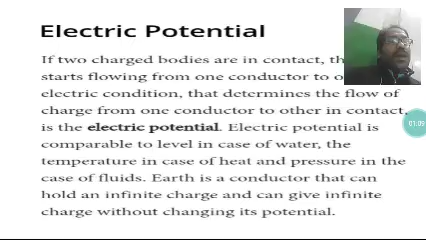 Electric Potential
If two charged bodies are in contact, th
starts flowing from one conductor to o
electric condition, that determines the flow of
charge from one conductor to other in contact,
is the electric potential. Electric potential is
comparable to level in case of water, the
temperature in case of heat and pressure in the
case of fluids. Earth is a conductor that can
hold an infinite charge and can give infinite
charge without changing its potential.
01:09